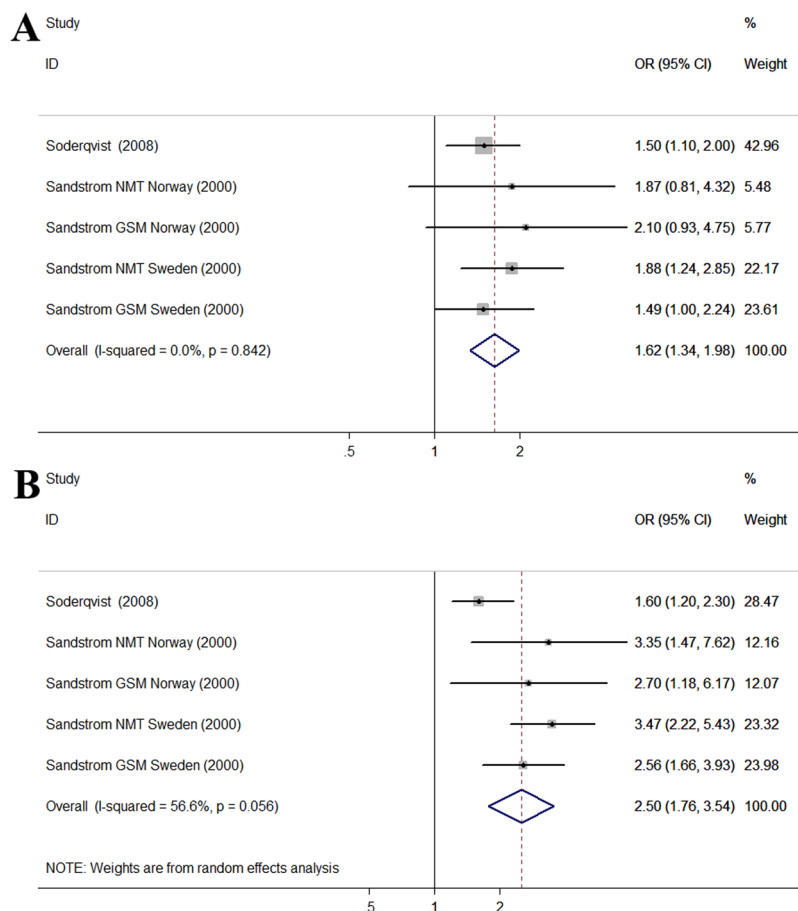 A Study %
ID OR (95% CI) Weight
Soderqvist (2008) 1.50 (1.10, 2.00) 42.96
Sandstrom NMT Norway (2000) 1.87 (0.81, 4.32) 5.48
Sandstrom GSM Norway (2000) 2.10 (0.93, 4.75) 5.77
Sandstrom NMT Sweden (2000) 1.88 (1.24, 2.85) 22.17
Sandstrom GSM Sweden (2000) 1.49 (1.00, 2.24) 23.61
Overall (I-squared = 0.0%, p = 0.842) 1.62 (1.34, 1.98) 100.00
.5 1 2
B Study %
ID OR (95% CI) Weight
Soderqvist (2008) 1.60 (1.20, 2.30) 28.47
Sandstrom NMT Norway (2000) 3.35 (1.47, 7.62) 12.16
Sandstrom GSM Norway (2000) 2.70 (1.18, 6.17) 12.07
Sandstrom NMT Sweden (2000) 3.47 (2.22, 5.43) 23.32
Sandstrom GSM Sweden (2000) 2.56 (1.66, 3.93) 23.98
Overall (I-squared = 56.6%, p = 0.056) 2.50 (1.76, 3.54) 100.00
NOTE: Weights are from random effects analysis
.5 1 2